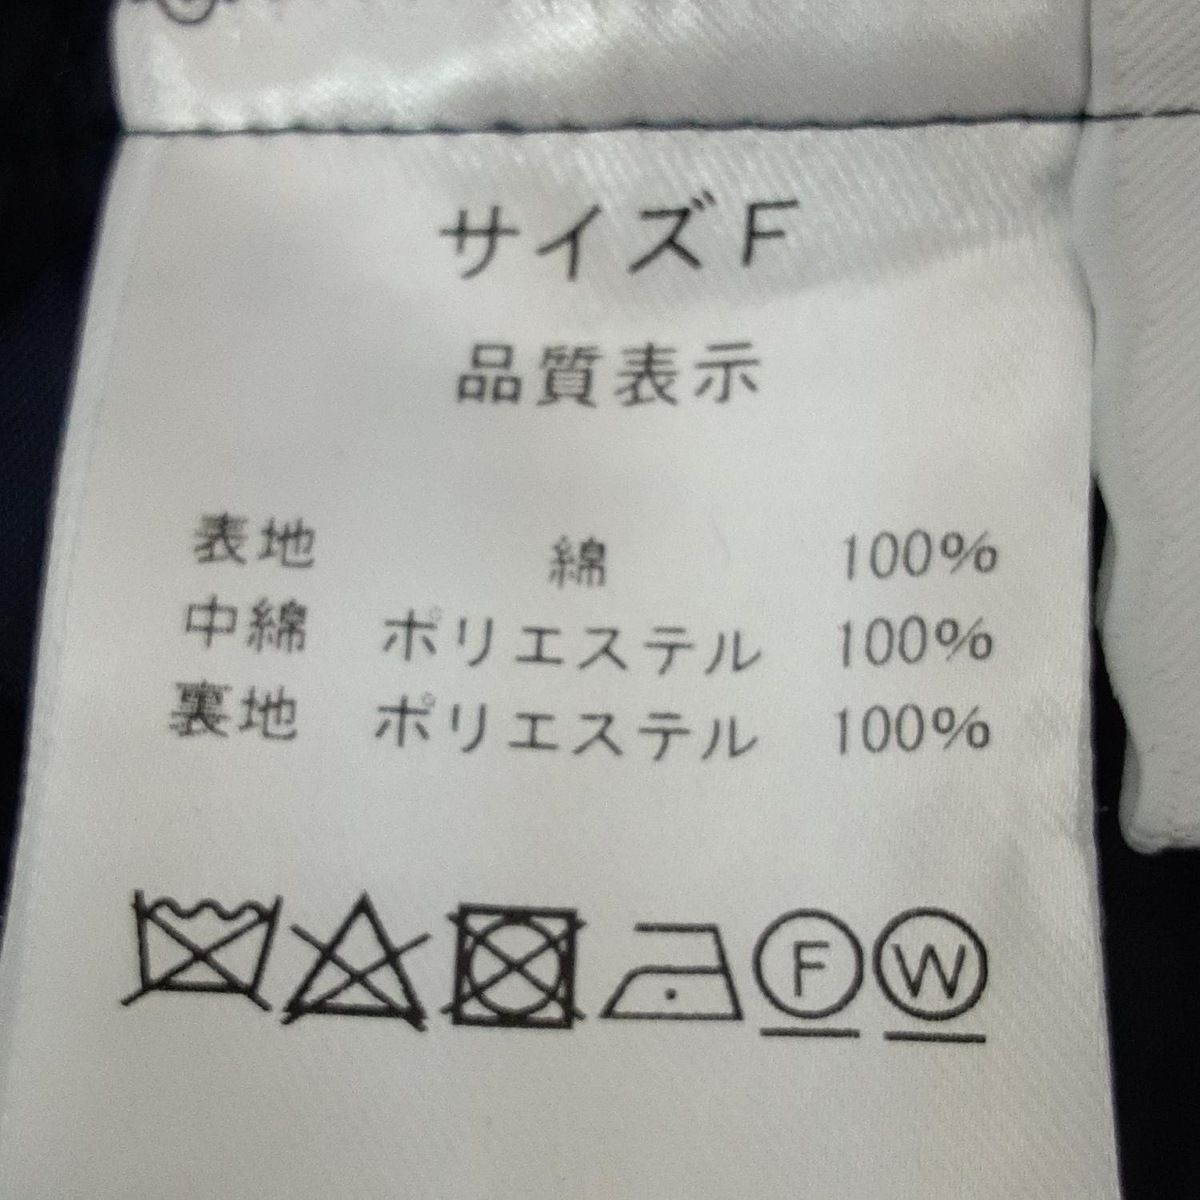 サイズF
品質表示
表地 綿 100%
中綿 ポリエステル 100%
裏地 ポリエステル 100%
F W